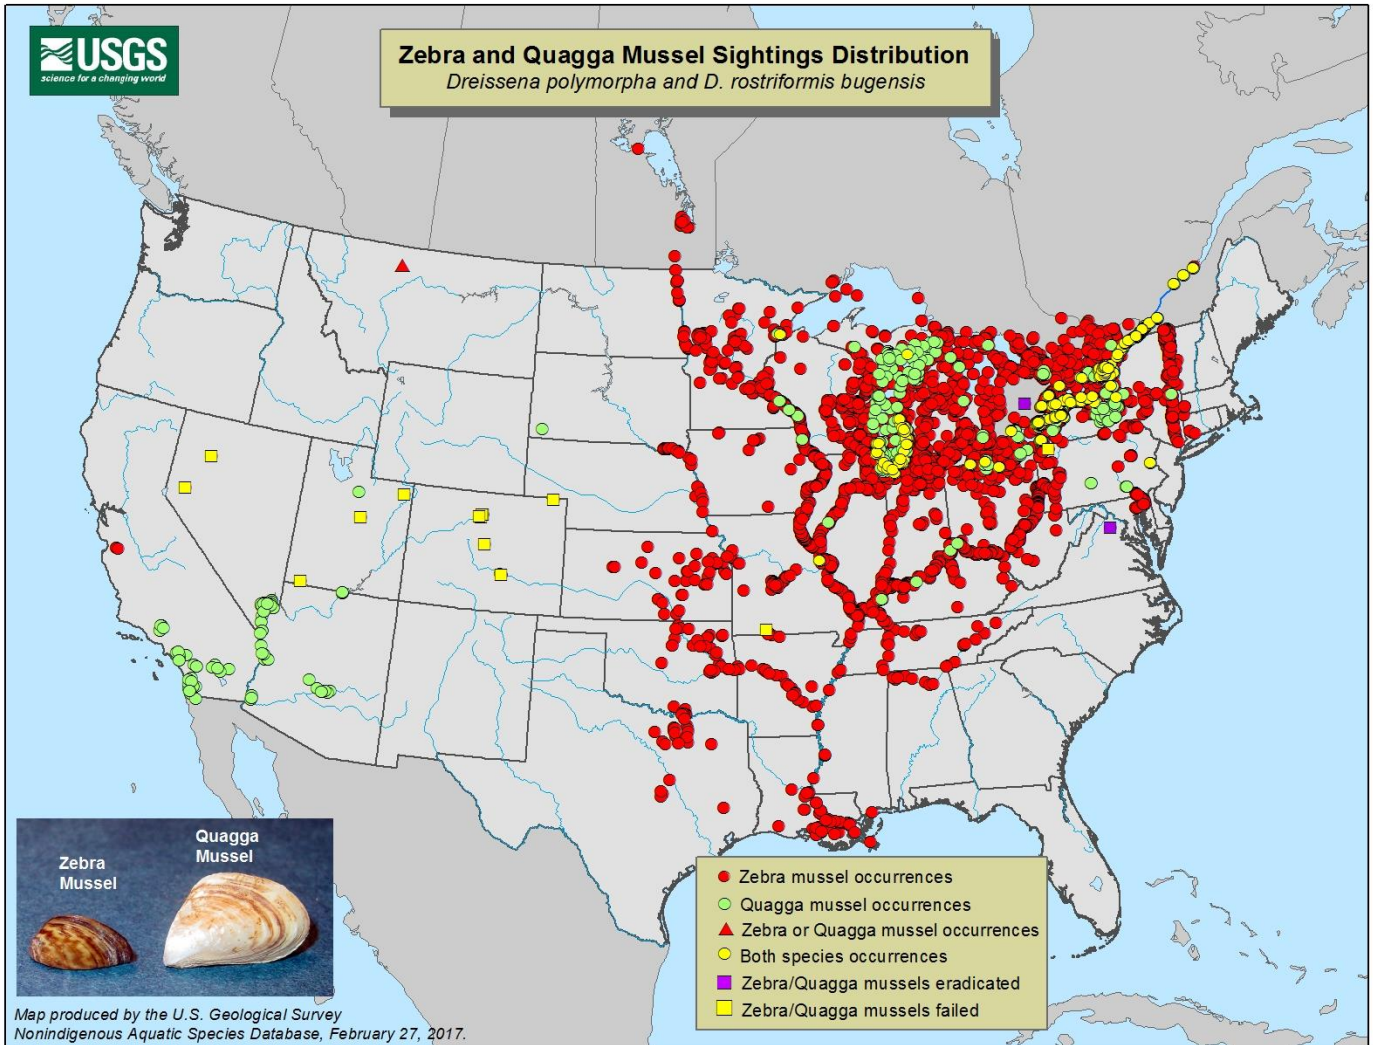 USGS
science for a changing world
Zebra and Quagga Mussel Sightings Distribution
Dreissena polymorpha and D. rostriformis bugensis
Zebra
Mussel
Quagga
Mussel
Zebra mussel occurrences
Quagga mussel occurrences
Zebra or Quagga mussel occurrences
Both species occurrences
Zebra/Quagga mussels eradicated
Zebra/Quagga mussels failed
Map produced by the U.S. Geological Survey
Nonindigenous Aquatic Species Database, February 27, 2017.